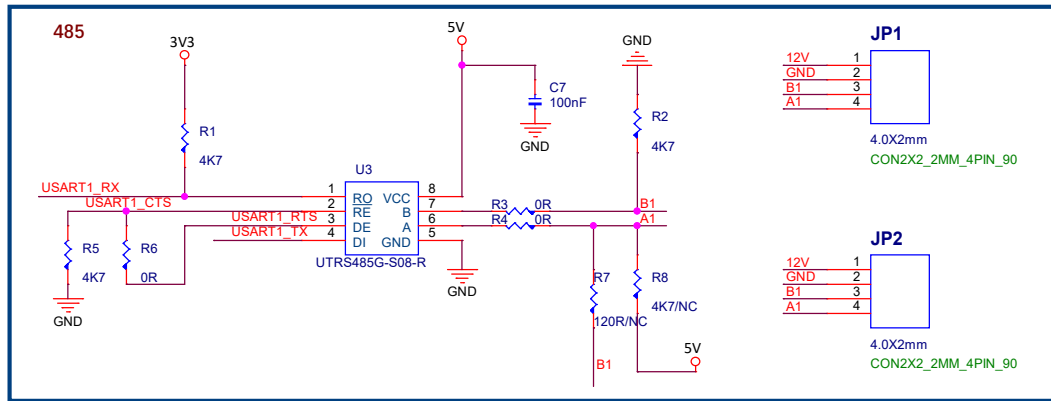 485
3V3
R1
4K7
5V
C7
100nF
GND
GND
R2
4K7
USART1_RX
USART1_CTS
USART1_RTS
USART1_TX
R5
4K7
GND
R6
0R
U3
1 RO VCC 8
2 RE B 7
3 DE A 6
4 DI GND 5
UTRS485G-S08-R
GND
R3 0R B1
R4 0R A1
R7
120R/NC
B1
R8
4K7/NC
5V
JP1
12V 1
GND 2
B1 3
A1 4
4.0X2mm
CON2X2_2MM_4PIN_90
JP2
12V 1
GND 2
B1 3
A1 4
4.0X2mm
CON2X2_2MM_4PIN_90